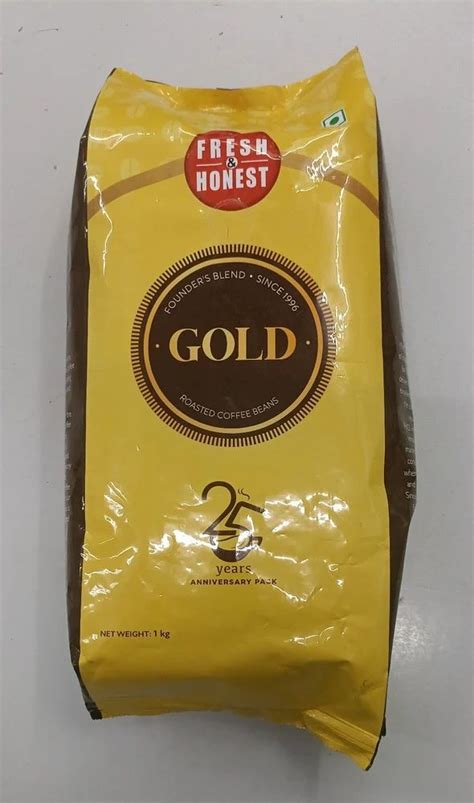 FRESH
&
HONEST
FOUNDER'S BLEND • SINCE 1996
• GOLD •
ROASTED COFFEE BEANS
25
years
ANNIVERSARY PACK
NET WEIGHT: 1 kg